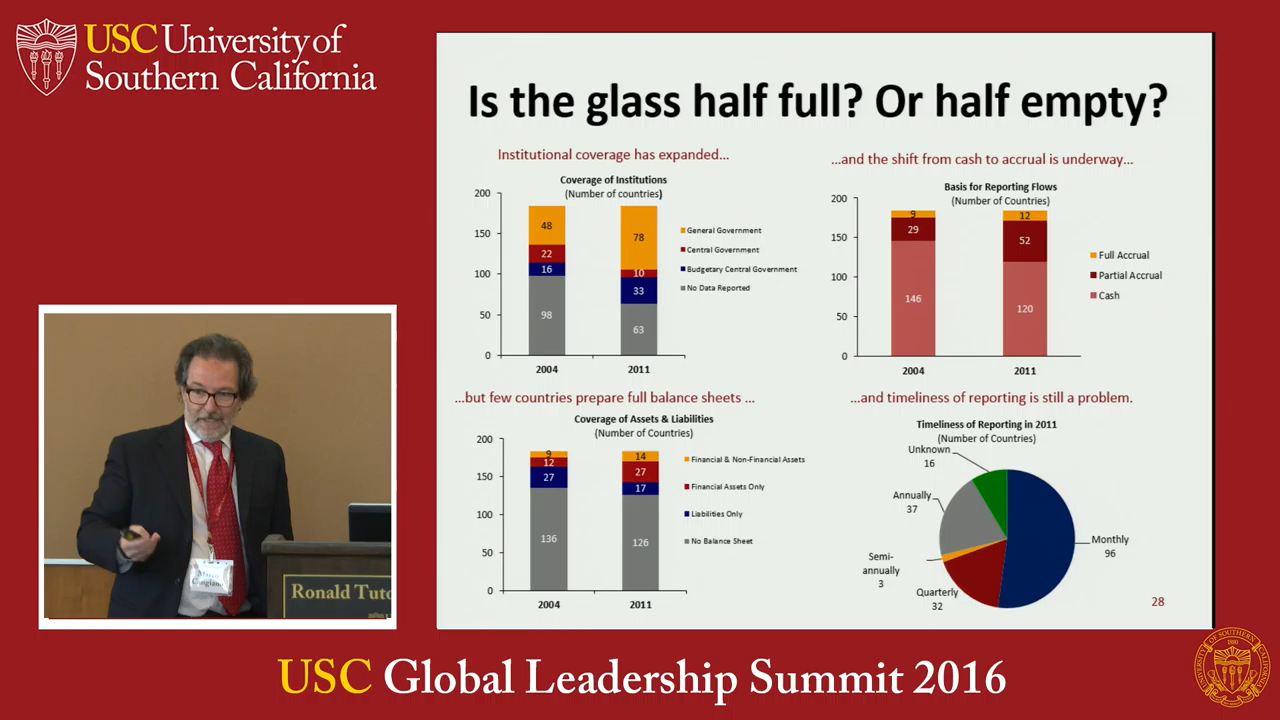 USC University of
Southern California
Is the glass half full? Or half empty?
Institutional coverage has expanded...
Coverage of Institutions
(Number of countries)
200
150
100
50
0
48
22
16
98
78
10
33
63
2004
2011
General Government
Central Government
Budgetary Central Government
No Data Reported
...and the shift from cash to accrual is underway...
Basis for Reporting Flows
(Number of Countries)
200
150
100
50
0
9
29
146
12
52
120
2004
2011
Full Accrual
Partial Accrual
Cash
...but few countries prepare full balance sheets ...
Coverage of Assets & Liabilities
(Number of Countries)
200
150
100
50
0
9
12
27
136
14
27
17
126
2004
2011
Financial & Non-Financial Assets
Financial Assets Only
Liabilities Only
No Balance Sheet
...and timeliness of reporting is still a problem.
Timeliness of Reporting in 2011
(Number of Countries)
Unknown
16
Annually
37
Semi-
annually
3
Quarterly
32
Monthly
96
28
Marco
Cangiano
Ronald Tuto
USC Global Leadership Summit 2016